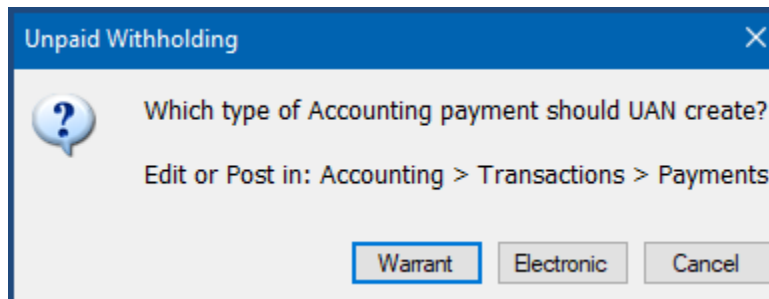 Unpaid Withholding
Which type of Accounting payment should UAN create?
Edit or Post in: Accounting > Transactions > Payments
Warrant Electronic Cancel